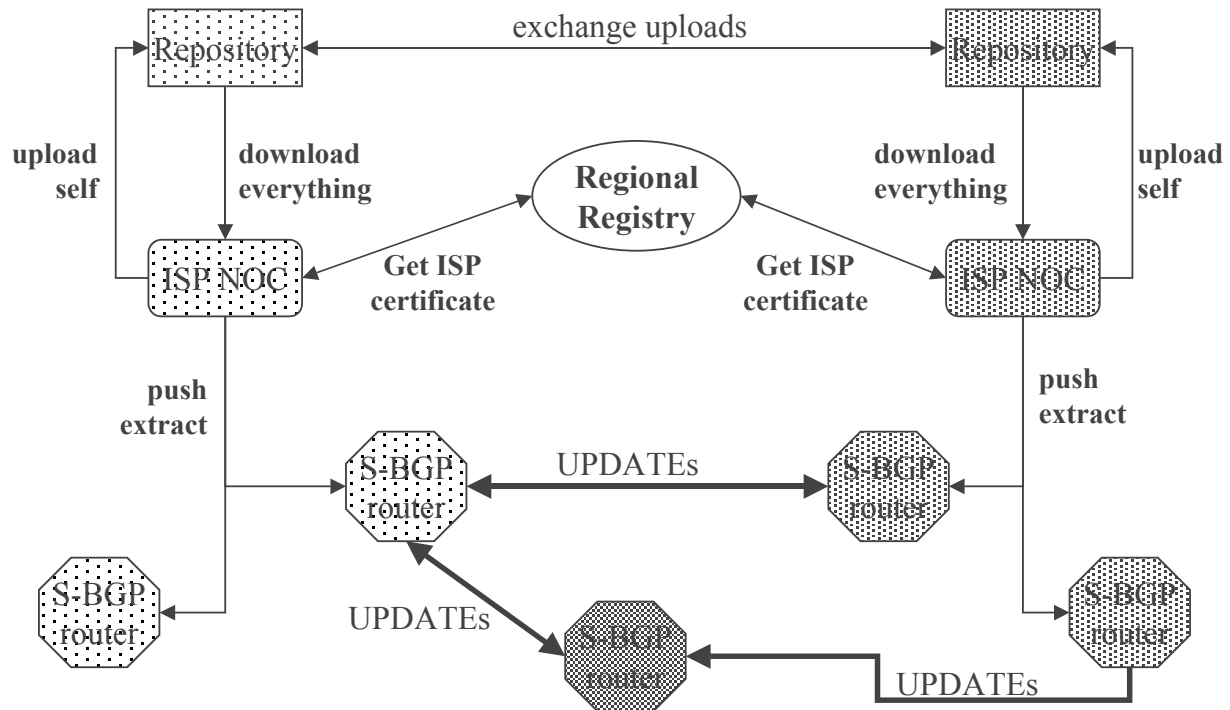 exchange uploads
Repository
Repository
upload
self
download
everything
Regional
Registry
download
everything
upload
self
ISP NOC
Get ISP
certificate
Get ISP
certificate
ISP NOC
push
extract
push
extract
S-BGP
router
UPDATEs
S-BGP
router
S-BGP
router
UPDATEs
S-BGP
router
S-BGP
router
UPDATEs